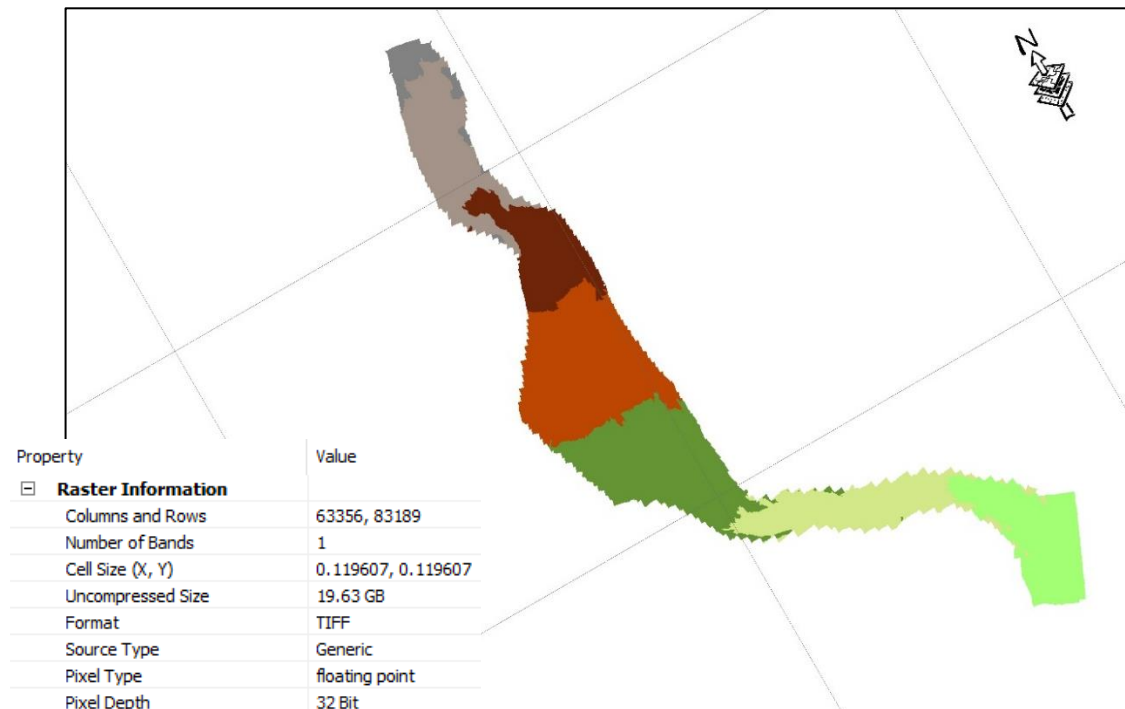 N
Property Value
Raster Information
Columns and Rows 63356, 83189
Number of Bands 1
Cell Size (X, Y) 0.119607, 0.119607
Uncompressed Size 19.63 GB
Format TIFF
Source Type Generic
Pixel Type floating point
Pixel Depth 32 Bit